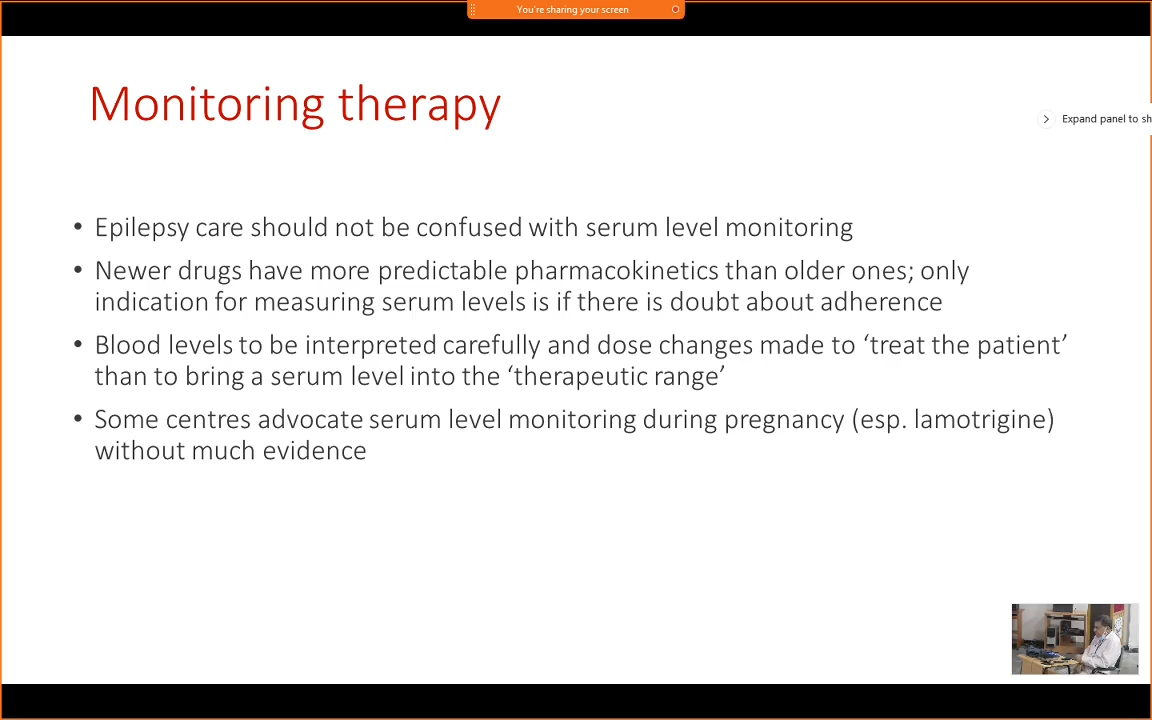 You're sharing your screen
Monitoring therapy
Expand panel to sh
• Epilepsy care should not be confused with serum level monitoring
• Newer drugs have more predictable pharmacokinetics than older ones; only
indication for measuring serum levels is if there is doubt about adherence
• Blood levels to be interpreted carefully and dose changes made to ‘treat the patient’
than to bring a serum level into the ‘therapeutic range’
• Some centres advocate serum level monitoring during pregnancy (esp. lamotrigine)
without much evidence